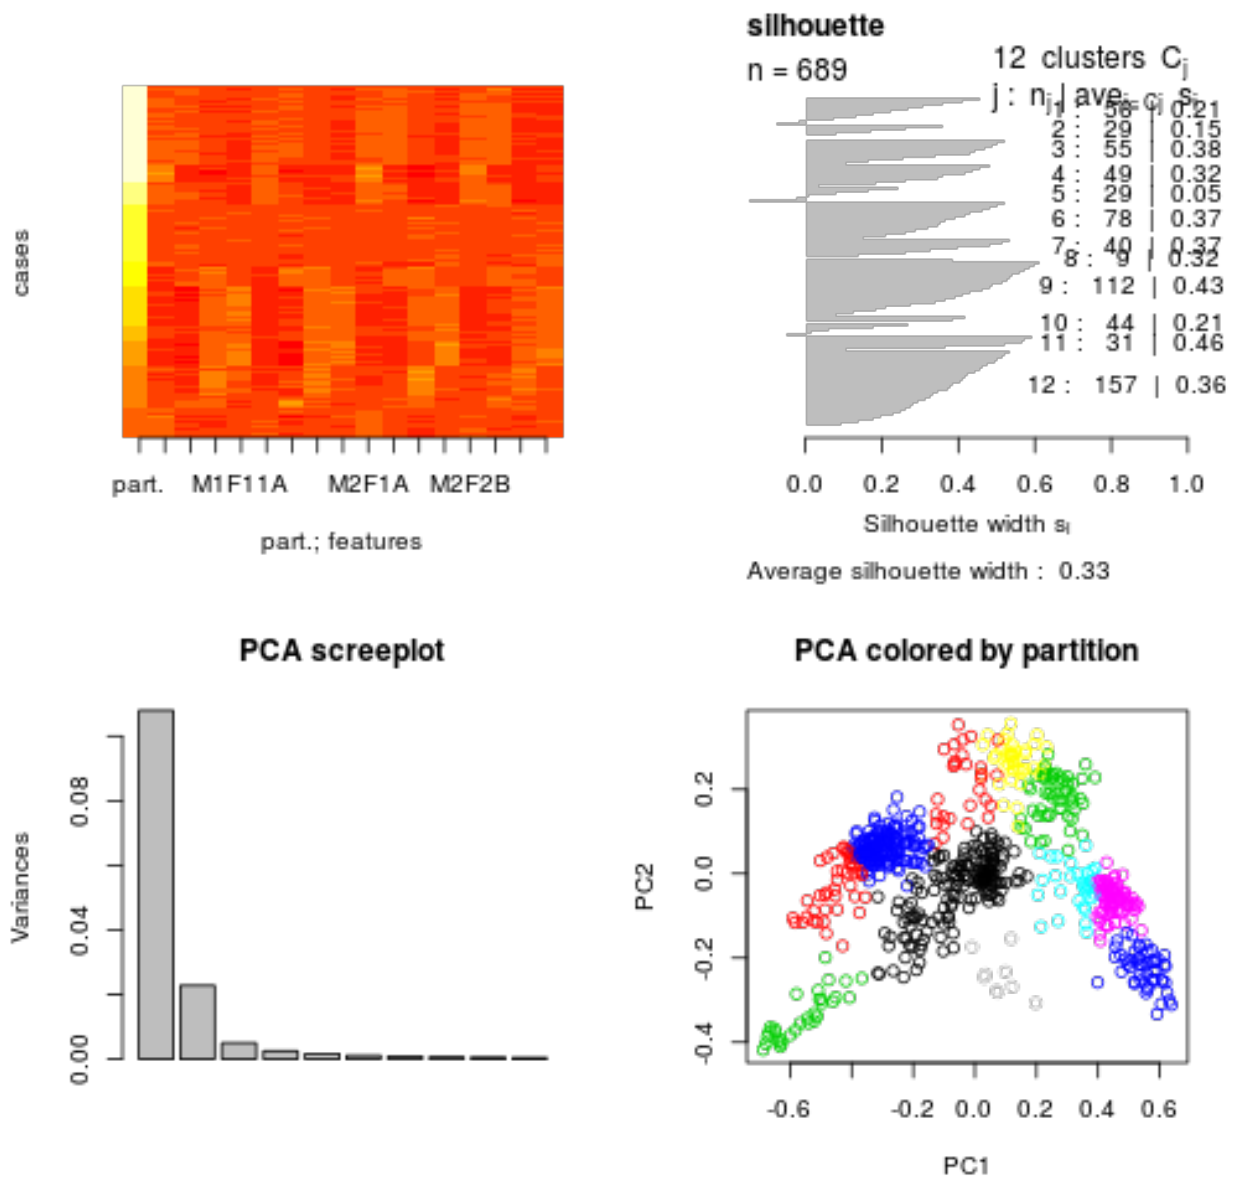 silhouette
n = 689
12 clusters Cj
j : nj | avei∈Cj si
1 : 56 | 0.21
2 : 29 | 0.15
3 : 55 | 0.38
4 : 49 | 0.32
5 : 29 | 0.05
6 : 78 | 0.37
7 : 40 | 0.37
8 : 9 | 0.32
9 : 112 | 0.43
10 : 44 | 0.21
11 : 31 | 0.46
12 : 157 | 0.36
cases
part. M1F11A M2F1A M2F2B
part.; features
0.0 0.2 0.4 0.6 0.8 1.0
Silhouette width si
Average silhouette width : 0.33
PCA screeplot
Variances
0.08
0.04
0.00
PCA colored by partition
PC2
0.2
0.0
-0.2
-0.4
-0.6 -0.2 0.0 0.2 0.4 0.6
PC1